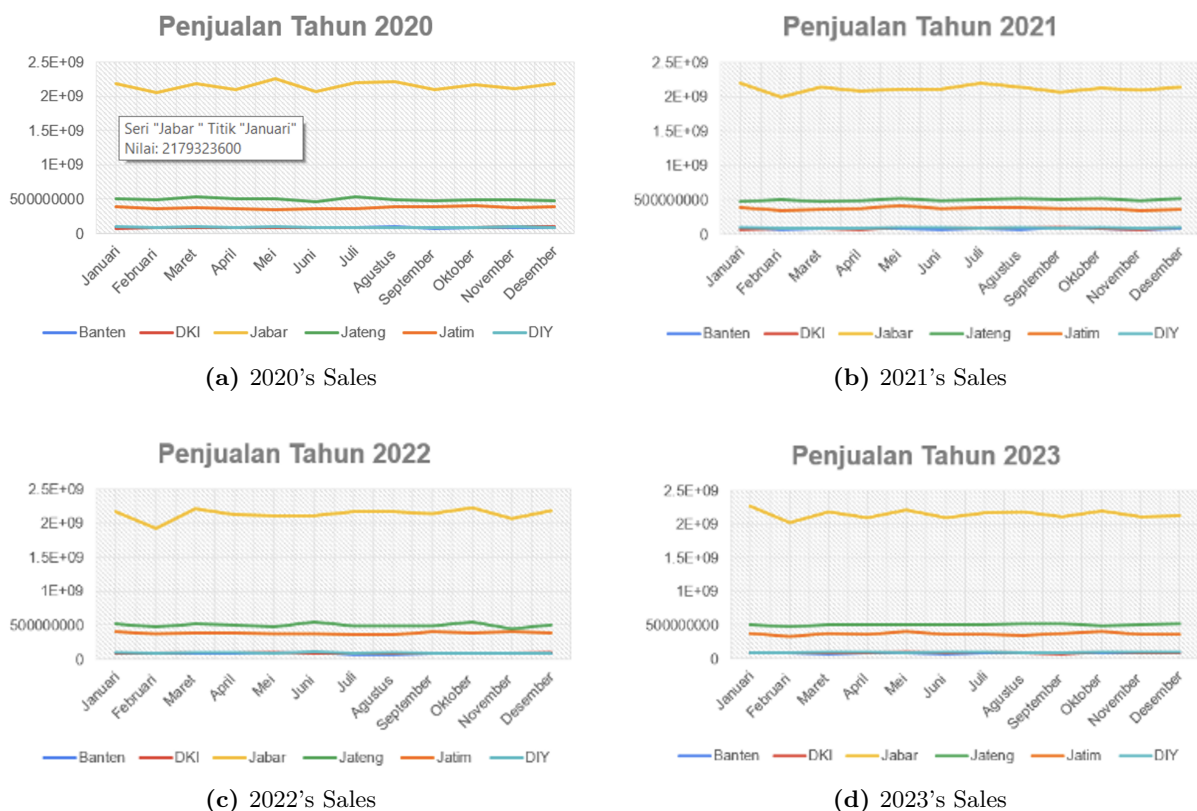 Penjualan Tahun 2020
2.5E+09
2E+09
1.5E+09
1E+09
500000000
0
Seri "Jabar " Titik "Januari"
Nilai: 2179323600
Januari
Februari
Maret
April
Mei
Juni
Juli
Agustus
September
Oktober
November
Desember
Banten DKI Jabar Jateng Jatim DIY
(a) 2020's Sales
Penjualan Tahun 2021
2.5E+09
2E+09
1.5E+09
1E+09
500000000
0
Januari
Februari
Maret
April
Mei
Juni
Juli
Agustus
September
Oktober
November
Desember
Banten DKI Jabar Jateng Jatim DIY
(b) 2021's Sales
Penjualan Tahun 2022
2.5E+09
2E+09
1.5E+09
1E+09
500000000
0
Januari
Februari
Maret
April
Mei
Juni
Juli
Agustus
September
Oktober
November
Desember
Banten DKI Jabar Jateng Jatim DIY
(c) 2022's Sales
Penjualan Tahun 2023
2.5E+09
2E+09
1.5E+09
1E+09
500000000
0
Januari
Februari
Maret
April
Mei
Juni
Juli
Agustus
September
Oktober
November
Desember
Banten DKI Jabar Jateng Jatim DIY
(d) 2023's Sales